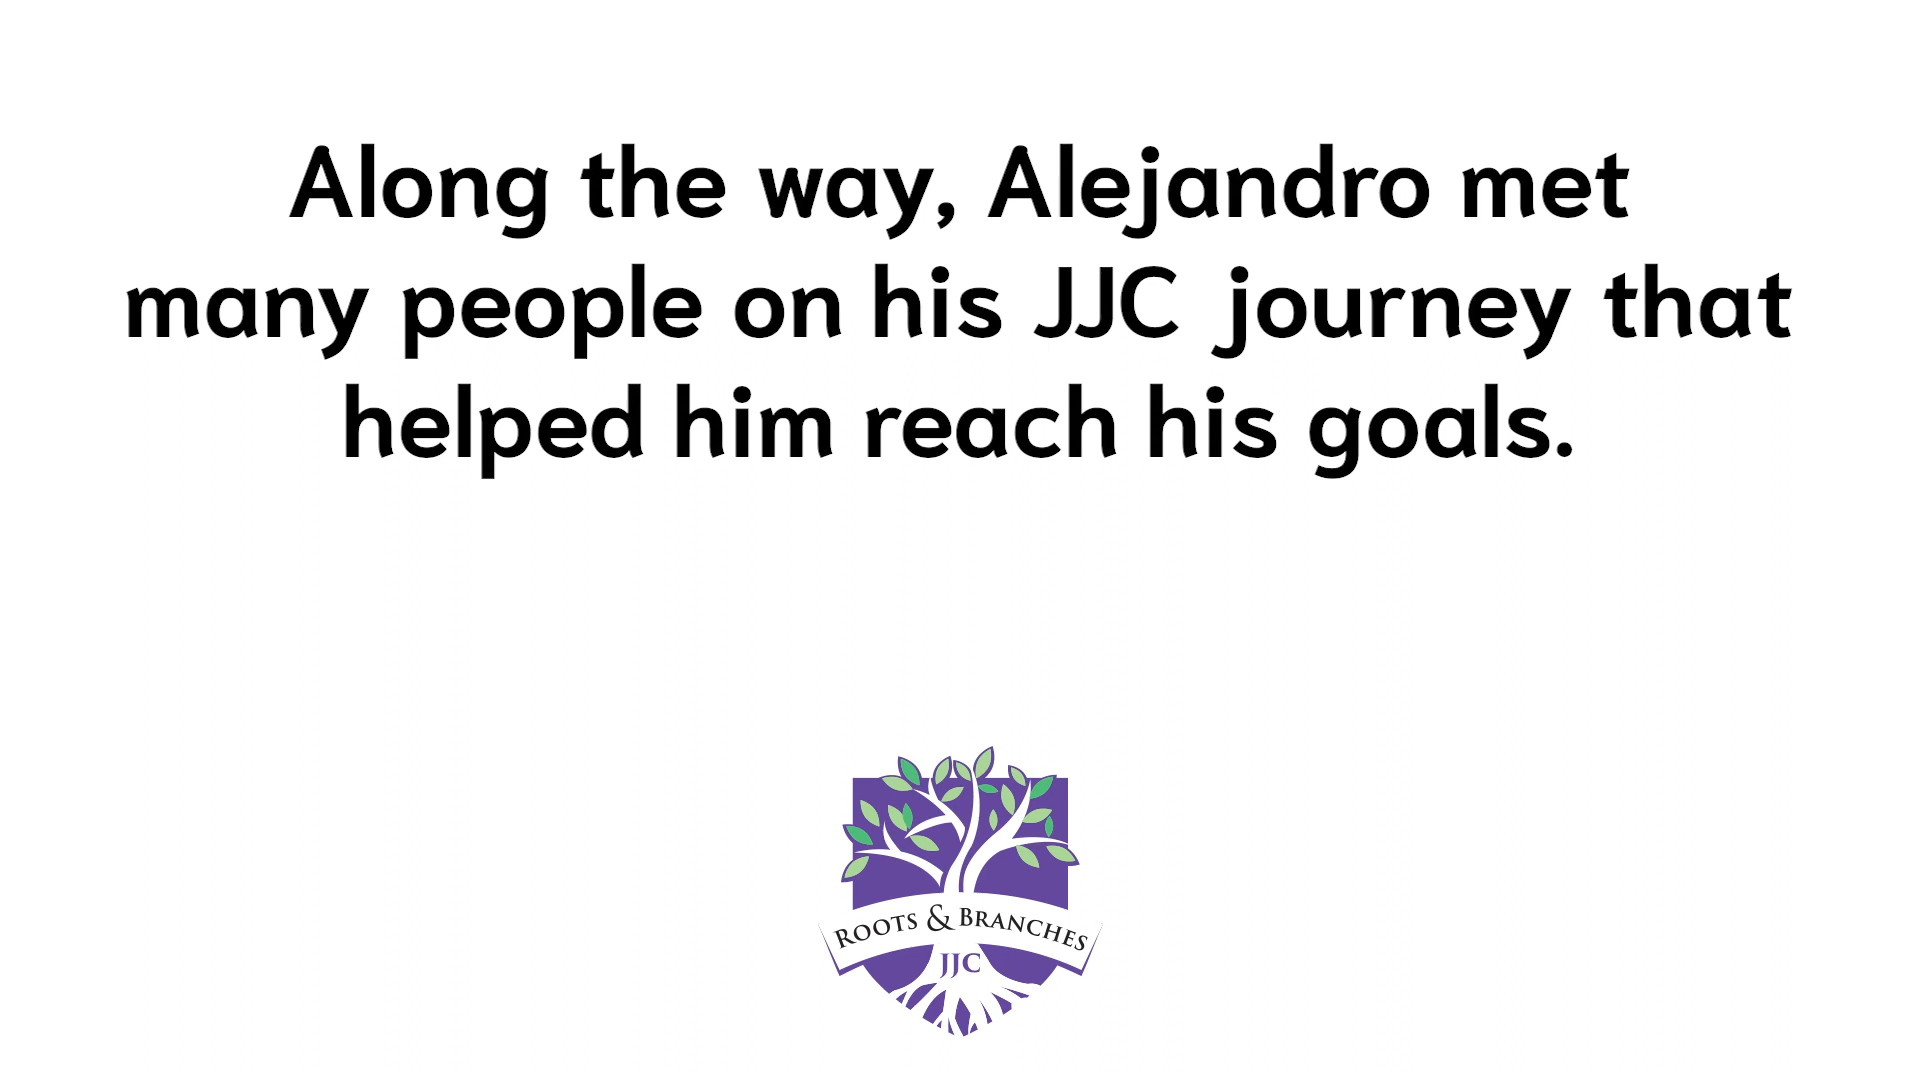 Along the way, Alejandro met
many people on his JJC journey that
helped him reach his goals.
ROOTS & BRANCHES
JJC